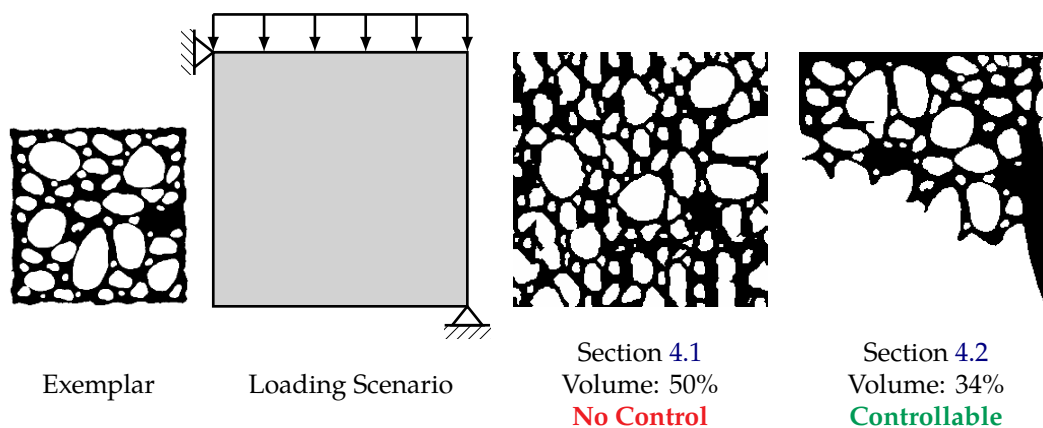 Exemplar
Loading Scenario
Section 4.1
Volume: 50%
No Control
Section 4.2
Volume: 34%
Controllable